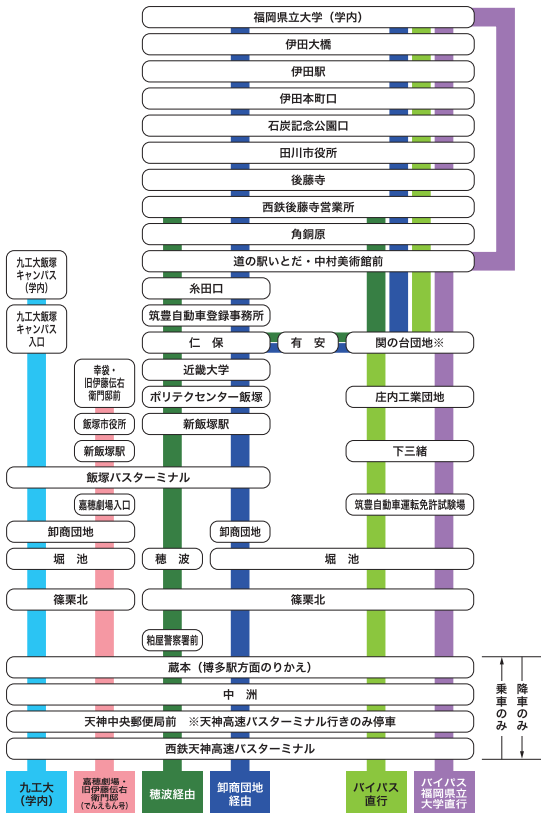 福岡県立大学（学内）
伊田大橋
伊田駅
伊田本町口
石炭記念公園口
田川市役所
後藤寺
西鉄後藤寺営業所
角銅原
道の駅いとだ・中村美術館前
九工大飯塚
キャンパス
（学内）
糸田口
九工大飯塚
キャンパス
入口
筑豊自動車登録事務所
仁　保
有　安
関の台団地※
幸袋・
旧伊藤伝右
衛門邸前
近畿大学
ポリテクセンター飯塚
庄内工業団地
飯塚市役所
新飯塚駅
新飯塚駅
下三緒
飯塚バスターミナル
嘉穂劇場入口
筑豊自動車運転免許試験場
卸商団地
卸商団地
堀　池
穂　波
堀　池
篠栗北
篠栗北
粕屋警察署前
蔵本（博多駅方面のりかえ）
中　洲
天神中央郵便局前　※天神高速バスターミナル行きのみ停車
西鉄天神高速バスターミナル
乗車のみ
降車のみ
九工大
（学内）
嘉穂劇場・
旧伊藤伝右
衛門邸
（でんえもん号）
穂波経由
卸商団地
経由
バイパス
直行
バイパス
福岡県立
大学直行